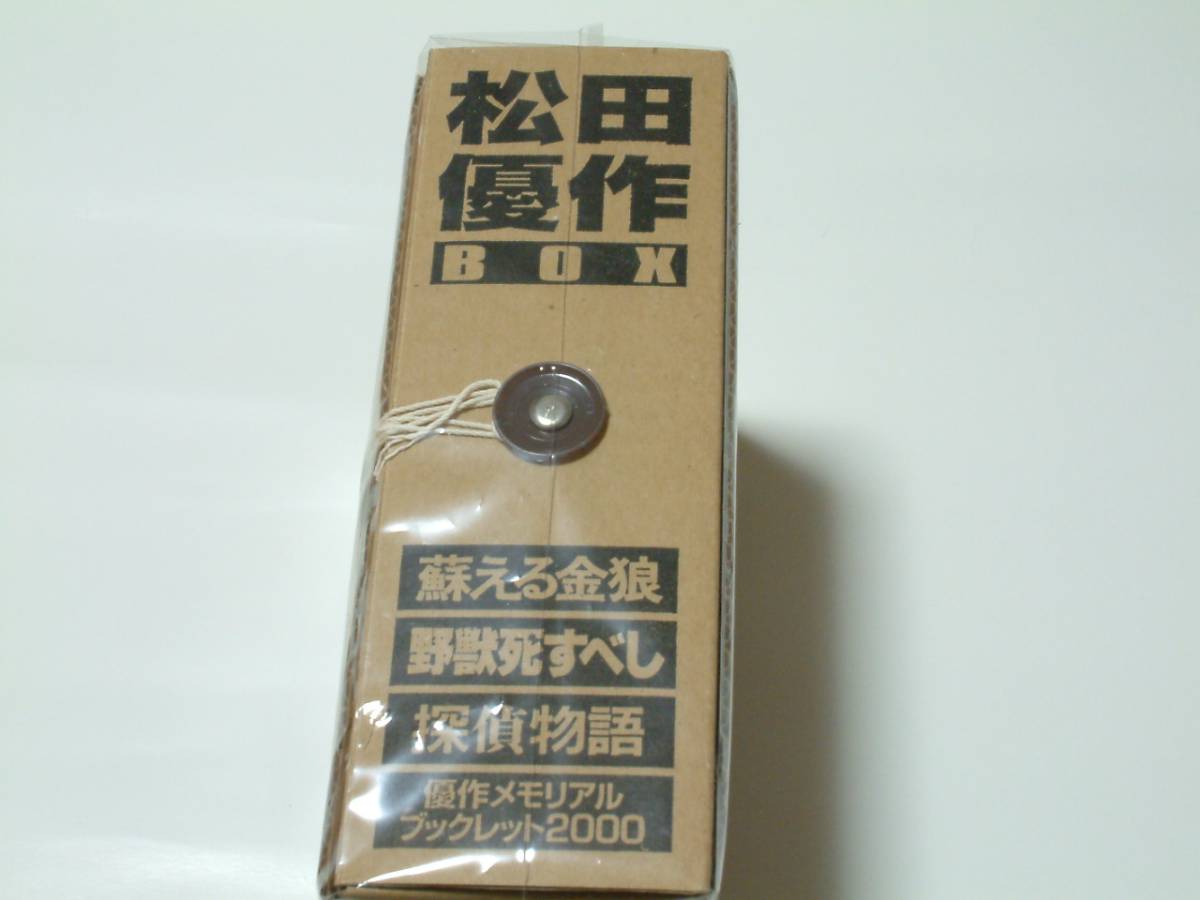 松田
優作
BOX
蘇える金狼
野獣死すべし
探偵物語
優作メモリアル
ブックレット2000